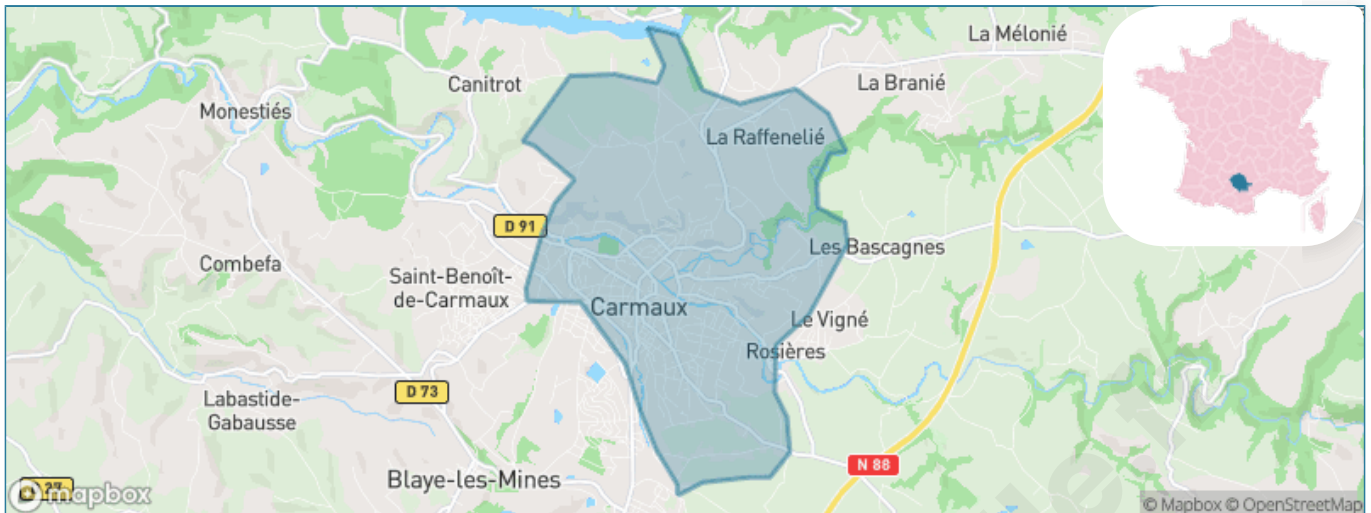 La Mélonié
Canitrot
La Branié
Monestiés
La Raffenelié
D 91
Les Bascagnes
Combefa
Saint-Benoît-
de-Carmaux
Carmaux
Le Vigné
Rosières
D 73
Labastide-
Gabausse
N 88
Blaye-les-Mines
mapbox
© Mapbox © OpenStreetMap